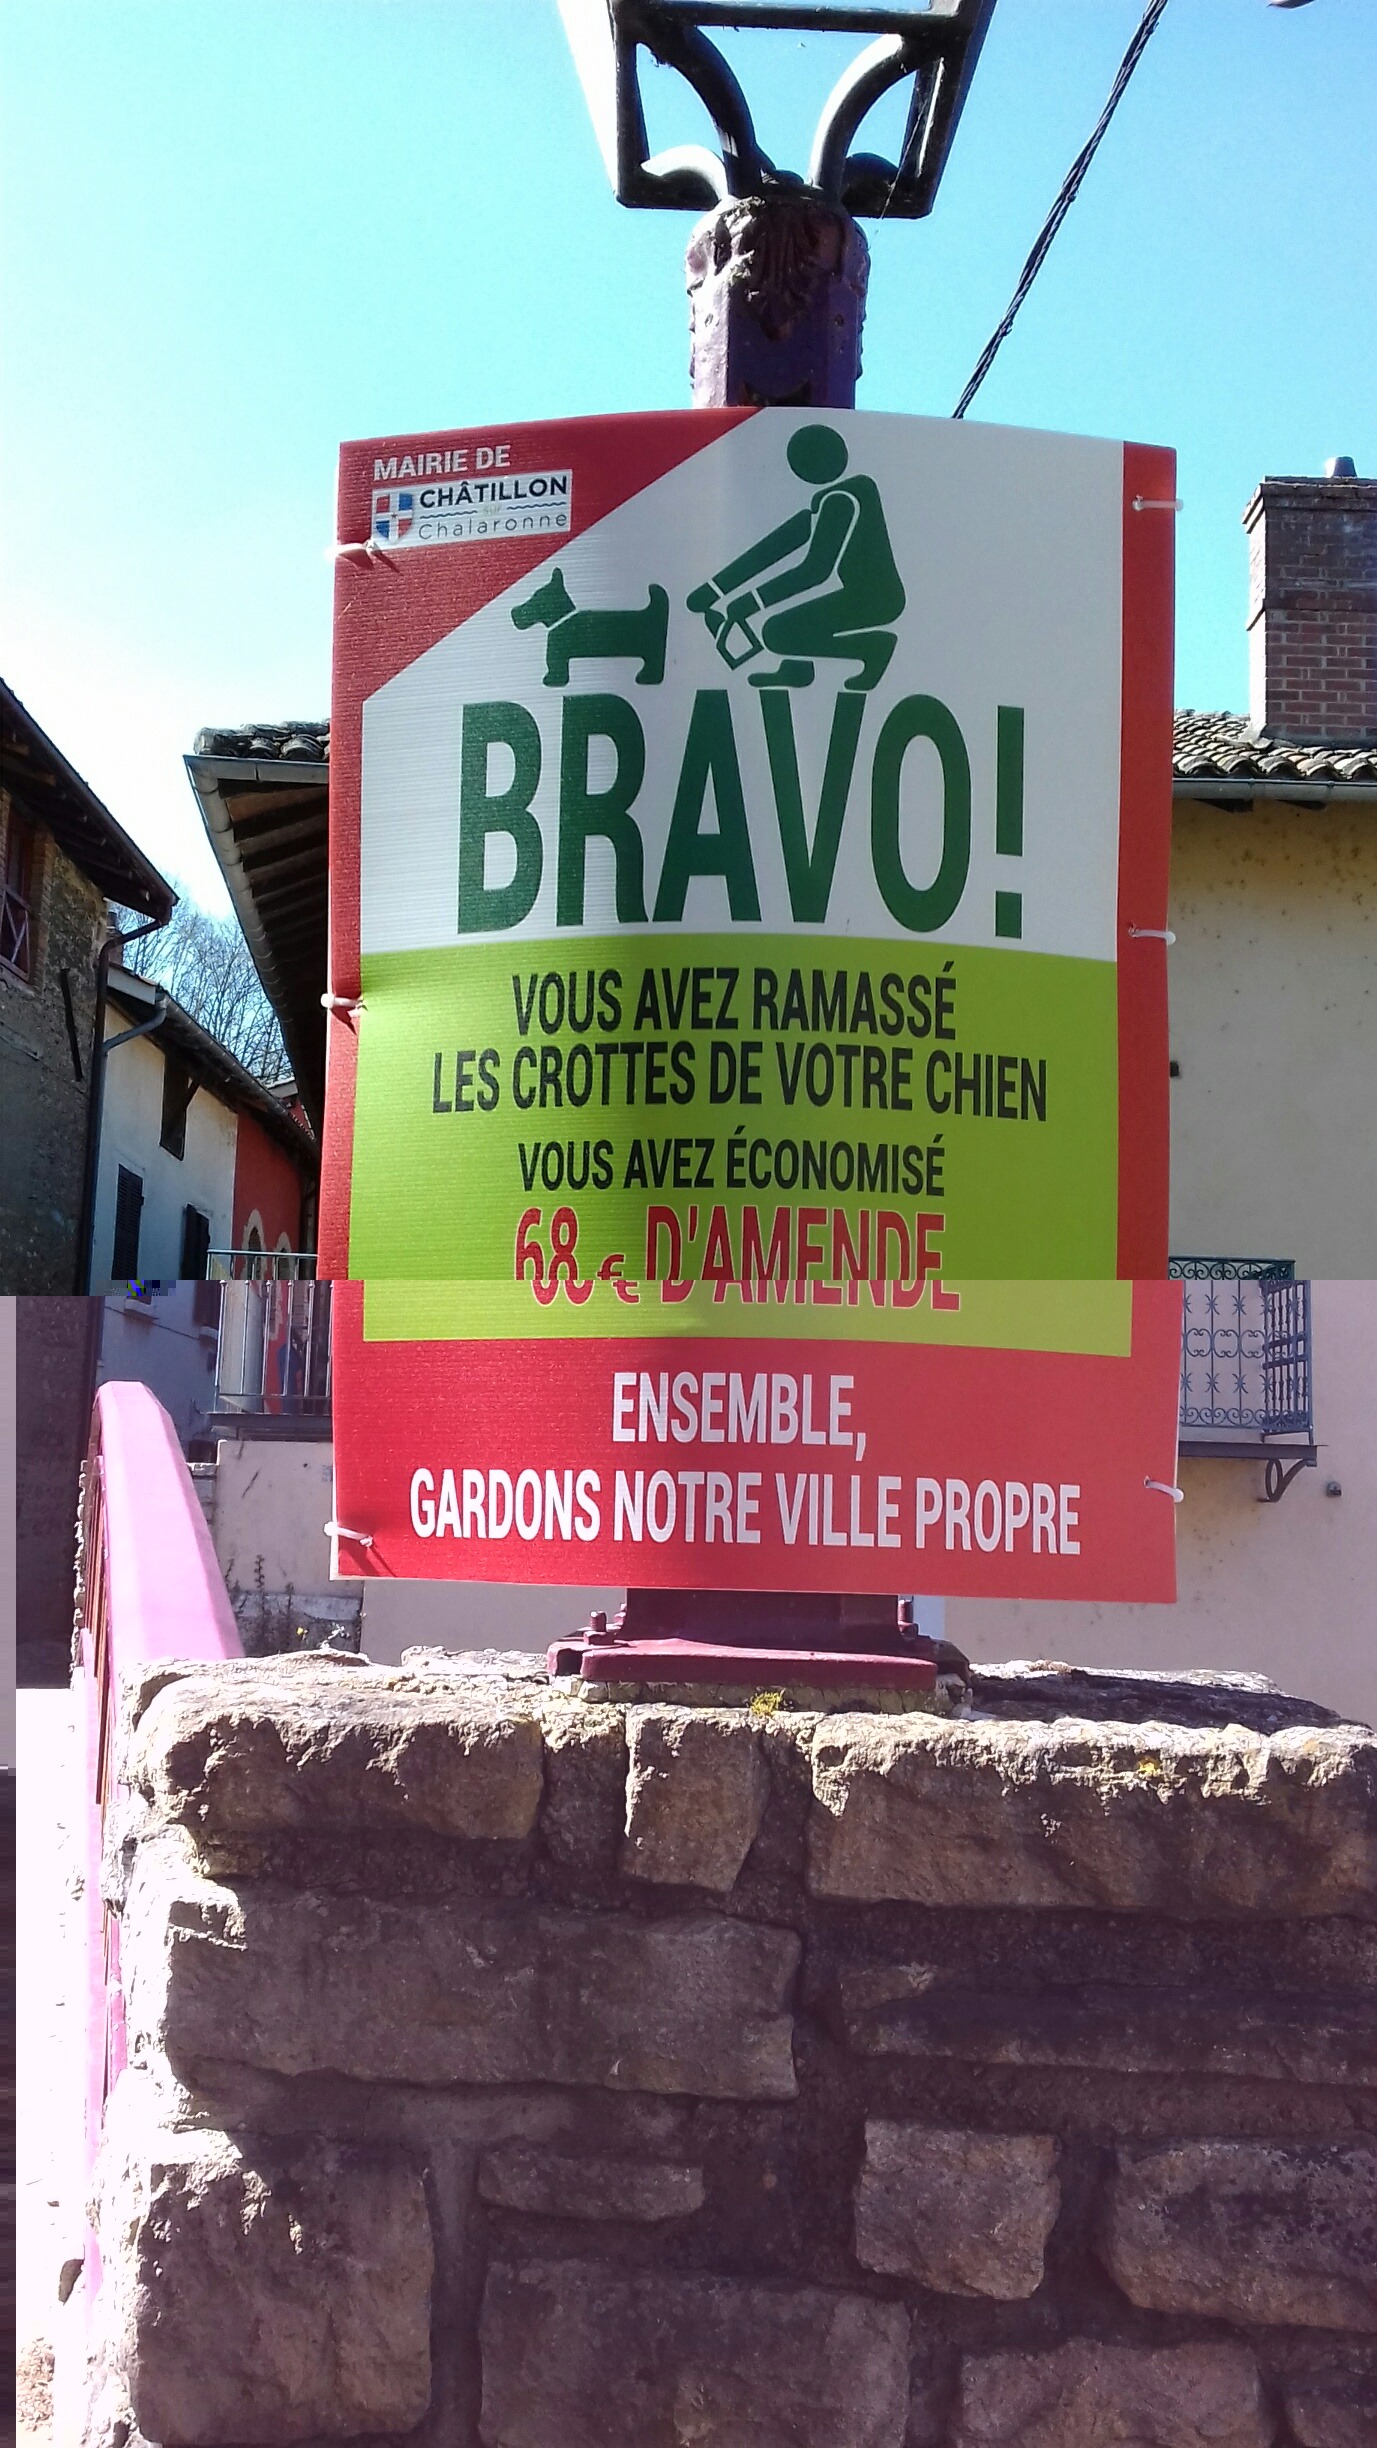 MAIRIE DE
CHÂTILLON
sur
Chalaronne
BRAVO!
VOUS AVEZ RAMASSÉ
LES CROTTES DE VOTRE CHIEN
VOUS AVEZ ÉCONOMISÉ
68 € D'AMENDE
ENSEMBLE,
GARDONS NOTRE VILLE PROPRE